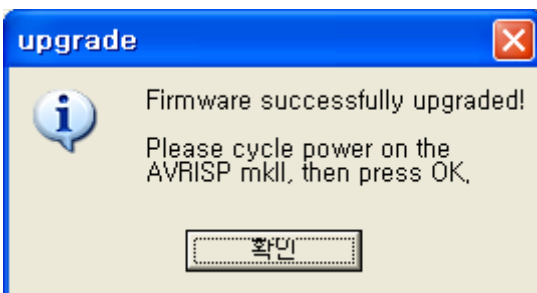 upgrade
Firmware successfully upgraded!
Please cycle power on the
AVRISP mkII, then press OK,
확인